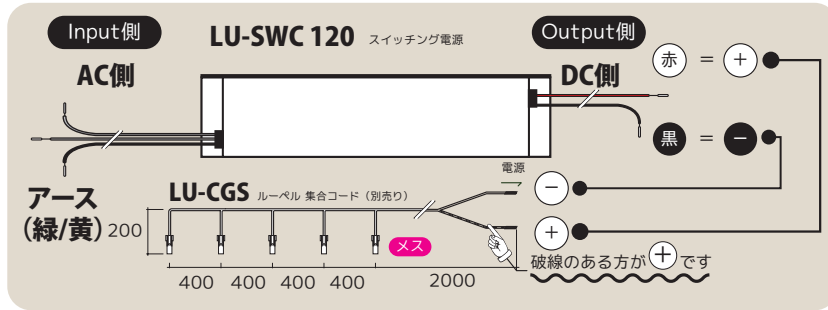 Input側
LU-SWC 120 スイッチング電源
Output側
AC側
DC側
赤 = +
黒 = −
アース
(緑/黄)
LU-CGS ルーペル 集合コード（別売り）
電源
−
+
200
メス
破線のある方が + です
400 400 400 400 2000